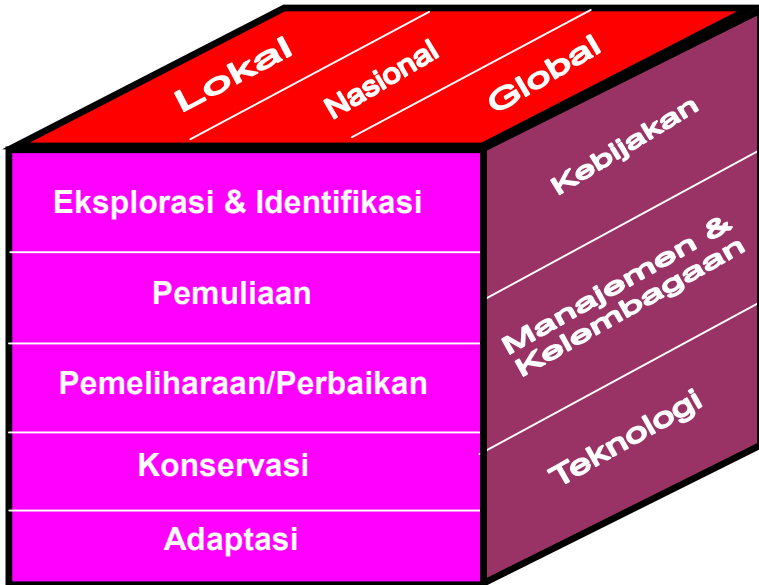 Lokal
Nasional
Global
Eksplorasi & Identifikasi
Pemuliaan
Pemeliharaan/Perbaikan
Konservasi
Adaptasi
Kebijakan
Manajemen &
Kelembagaan
Teknologi